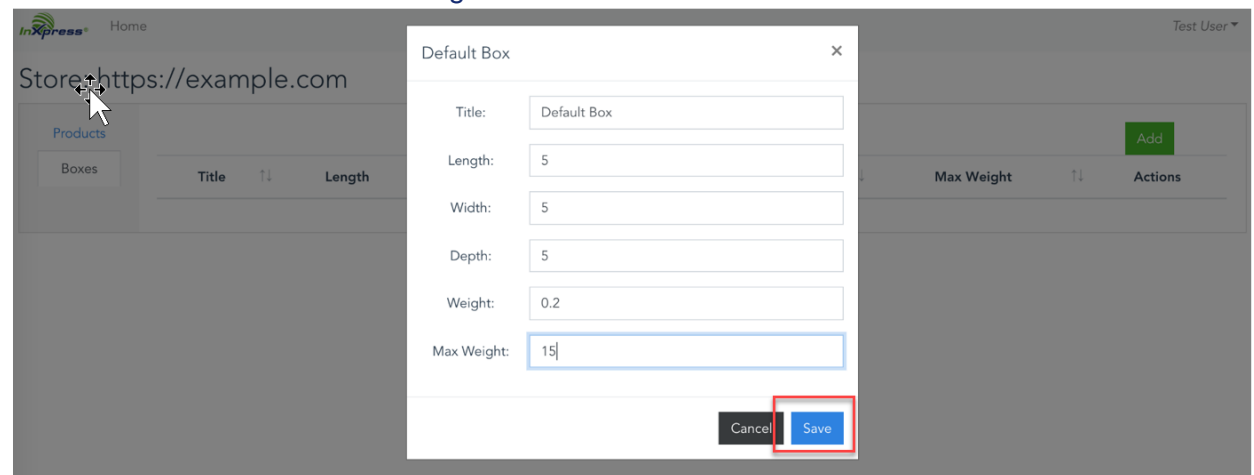 InXpress® Home Test User
Store: https://example.com
Products
Boxes
Add
Title Length Max Weight Actions
Default Box ×
Title: Default Box
Length: 5
Width: 5
Depth: 5
Weight: 0.2
Max Weight: 15
Cancel Save